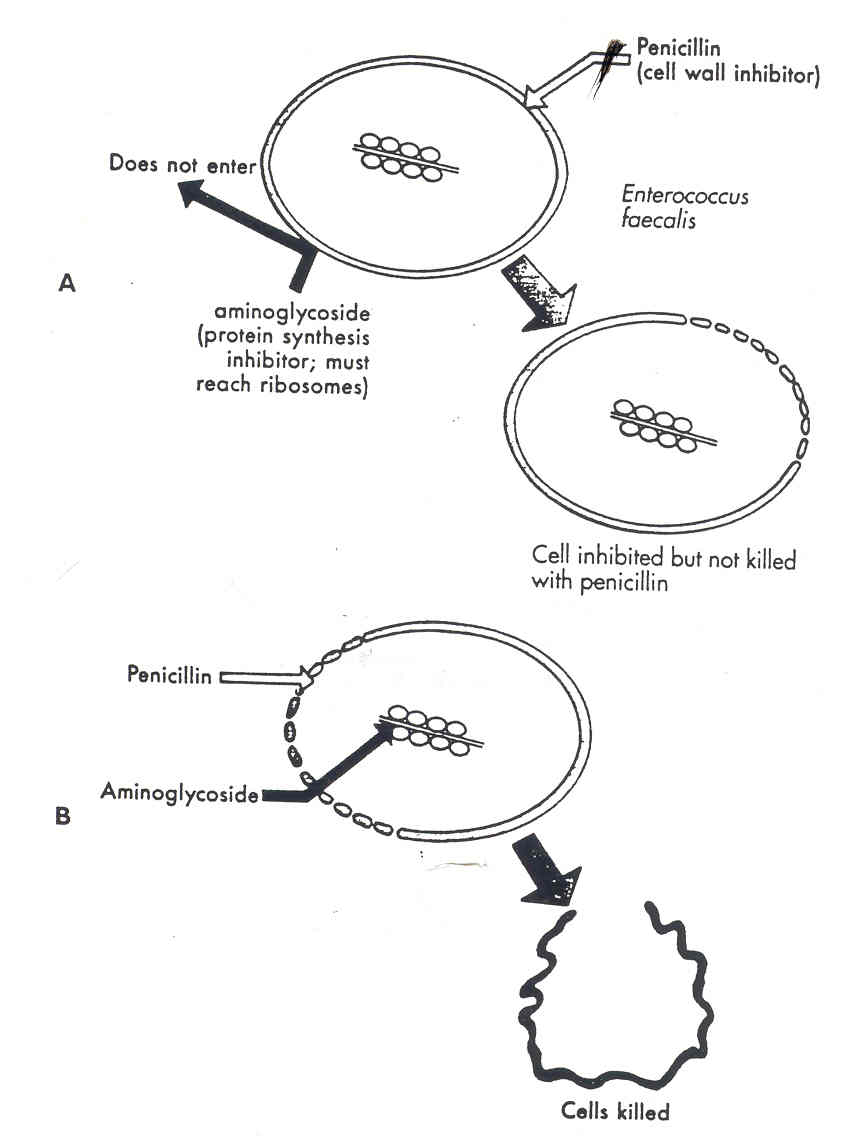 Penicillin
(cell wall inhibitor)
Does not enter
Enterococcus
faecalis
A
aminoglycoside
(protein synthesis
inhibitor; must
reach ribosomes)
Cell inhibited but not killed
with penicillin
Penicillin
Aminoglycoside
B
Cells killed